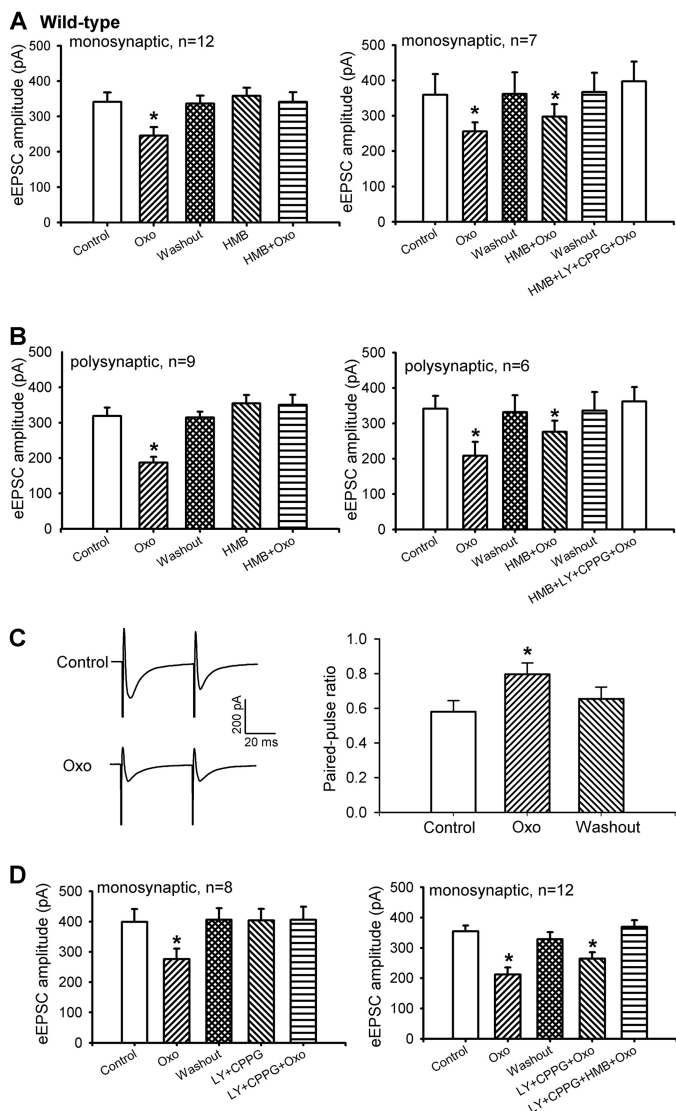 A Wild-type
monosynaptic, n=12
eEPSC amplitude (pA)
500
400
300
200
100
0
*
Control
Oxo
Washout
HMB
HMB+Oxo
monosynaptic, n=7
eEPSC amplitude (pA)
500
400
300
200
100
0
*
*
Control
Oxo
Washout
HMB+Oxo
Washout
HMB+LY+CPPG+Oxo
B
polysynaptic, n=9
eEPSC amplitude (pA)
500
400
300
200
100
0
*
Control
Oxo
Washout
HMB
HMB+Oxo
polysynaptic, n=6
eEPSC amplitude (pA)
500
400
300
200
100
0
*
*
Control
Oxo
Washout
HMB+Oxo
Washout
HMB+LY+CPPG+Oxo
C
Control
200 pA
20 ms
Oxo
Paired-pulse ratio
1.0
0.8
0.6
0.4
0.2
0.0
*
Control
Oxo
Washout
D
monosynaptic, n=8
eEPSC amplitude (pA)
500
400
300
200
100
0
*
Control
Oxo
Washout
LY+CPPG
LY+CPPG+Oxo
monosynaptic, n=12
eEPSC amplitude (pA)
500
400
300
200
100
0
*
*
Control
Oxo
Washout
LY+CPPG+Oxo
LY+CPPG+HMB+Oxo